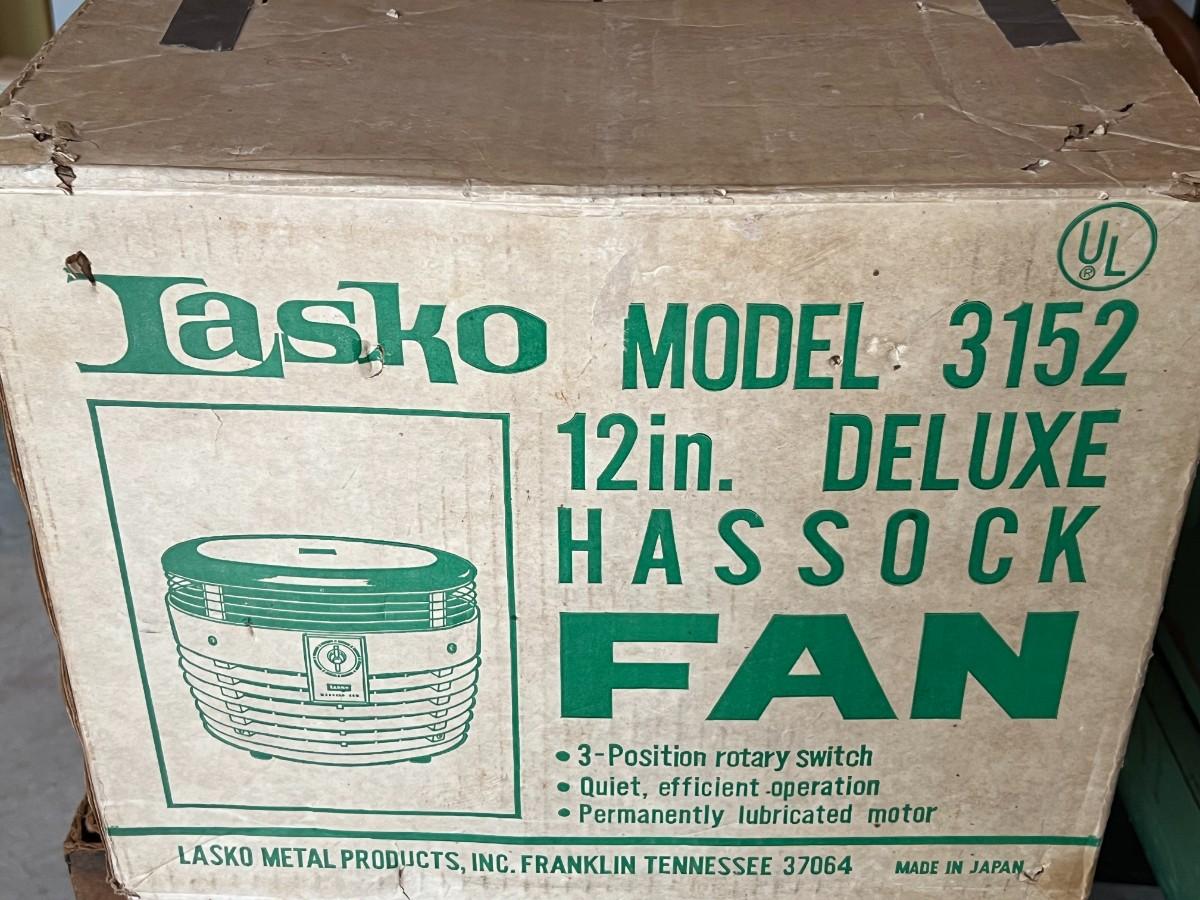 UL
®
Lasko
MODEL 3152
12in. DELUXE
HASSOCK
FAN
Lasko
• 3-Position rotary switch
• Quiet, efficient operation
• Permanently lubricated motor
LASKO METAL PRODUCTS, INC. FRANKLIN TENNESSEE 37064 MADE IN JAPAN